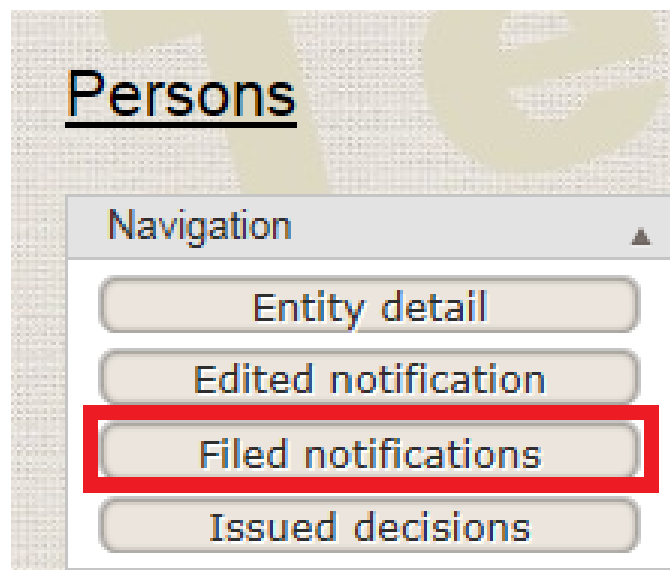 Persons
Navigation
Entity detail
Edited notification
Filed notifications
Issued decisions